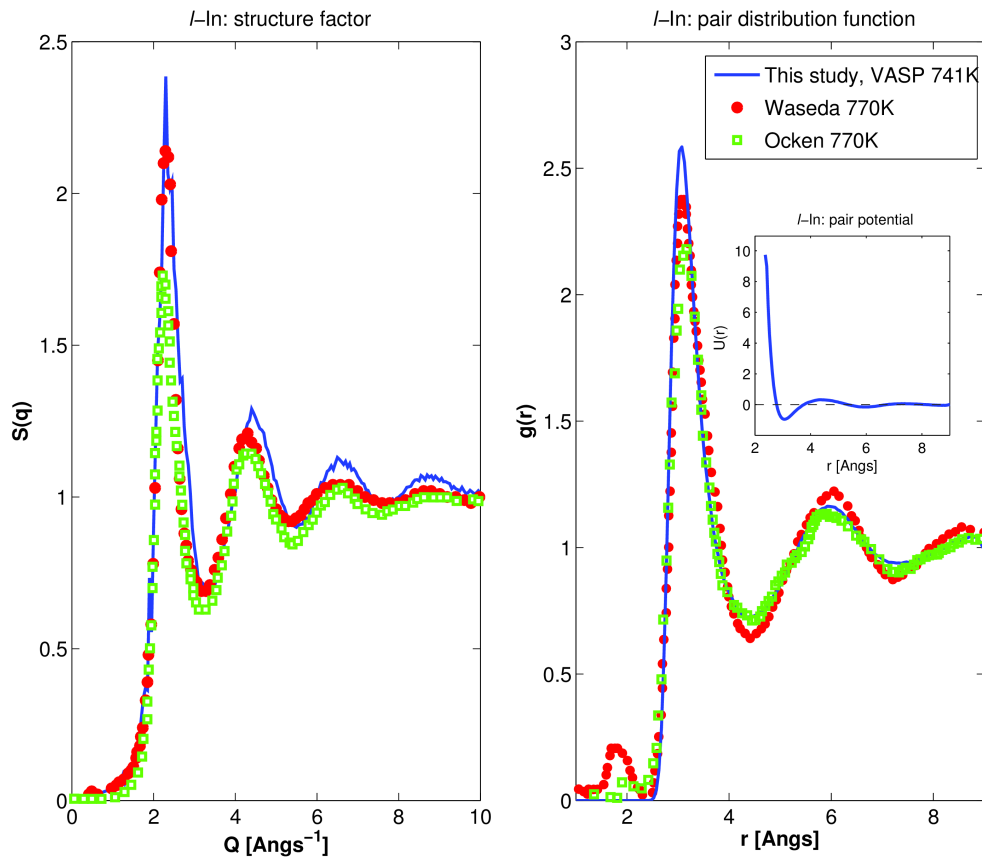 l–In: structure factor
2.5
2
1.5
1
0.5
0
S(q)
0
2
4
6
8
10
Q [Angs⁻¹]
l–In: pair distribution function
3
2.5
2
1.5
1
0.5
0
g(r)
2
4
6
8
r [Angs]
This study, VASP 741K
Waseda 770K
Ocken 770K
l–In: pair potential
10
8
6
4
2
0
U(r)
2
4
6
8
r [Angs]